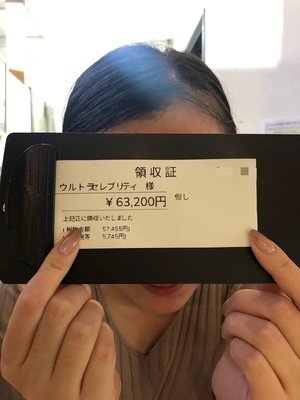 領収証
ウルトラセレブリティ 様
￥63,200円 但し
上記正に領収いたしました
57,455円)
等 5,745円)